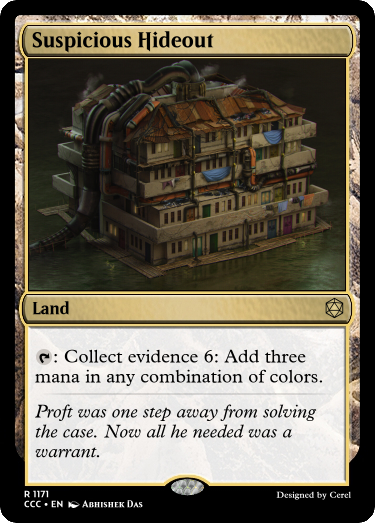 Suspicious Hideout
Land
: Collect evidence 6: Add three
mana in any combination of colors.
Proft was one step away from solving
the case. Now all he needed was a
warrant.
R 1171
CCC • EN Abhishek Das
Designed by Cerel